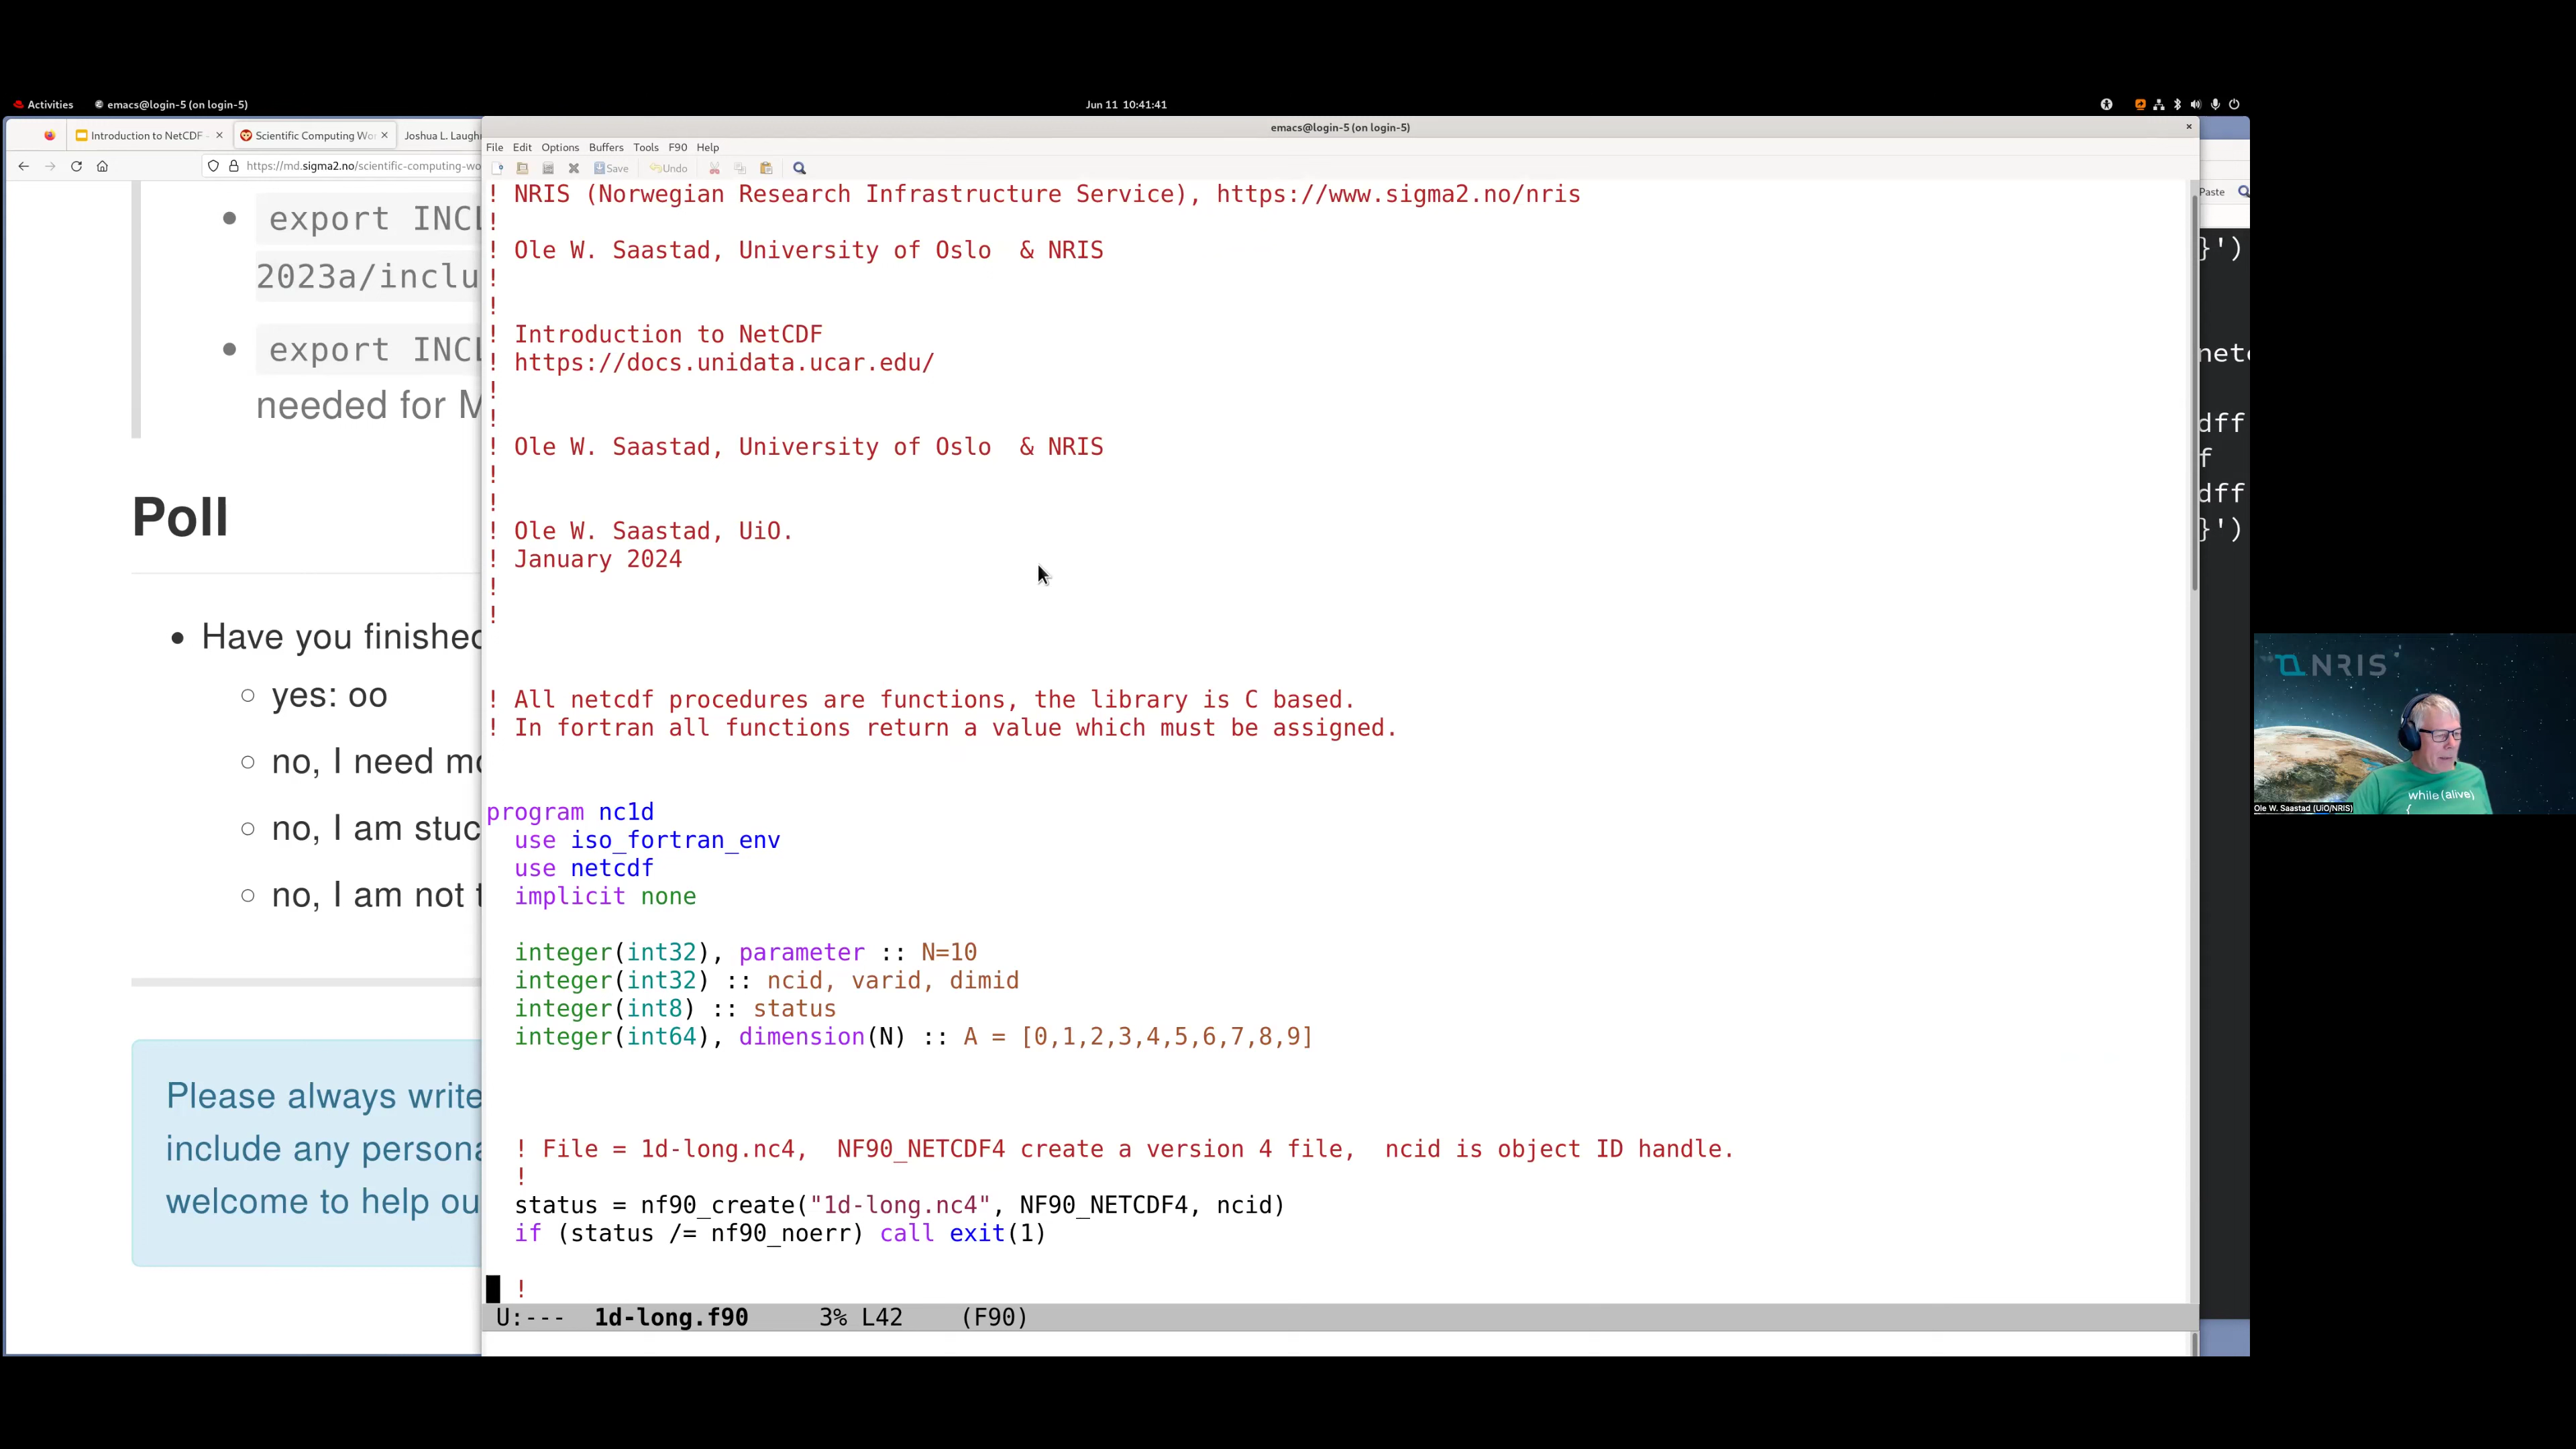 Activities
emacs@login-5 (on login-5)
Jun 11 10:41:41
Introduction to NetCDF -
Scientific Computing Wor
Joshua L. Laugh
https://md.sigma2.no/scientific-computing-wo
export INCL
2023a/inclu
export INCL
needed for M
Poll
Have you finished
yes: oo
no, I need mo
no, I am stuc
no, I am not t
Please always write
include any persona
welcome to help ou
emacs@login-5 (on login-5)
File Edit Options Buffers Tools F90 Help
Save Undo
! NRIS (Norwegian Research Infrastructure Service), https://www.sigma2.no/nris
!
! Ole W. Saastad, University of Oslo & NRIS
!
!
! Introduction to NetCDF
! https://docs.unidata.ucar.edu/
!
!
! Ole W. Saastad, University of Oslo & NRIS
!
!
! Ole W. Saastad, UiO.
! January 2024
!
!
! All netcdf procedures are functions, the library is C based.
! In fortran all functions return a value which must be assigned.
program nc1d
use iso_fortran_env
use netcdf
implicit none
integer(int32), parameter :: N=10
integer(int32) :: ncid, varid, dimid
integer(int8) :: status
integer(int64), dimension(N) :: A = [0,1,2,3,4,5,6,7,8,9]
! File = 1d-long.nc4, NF90_NETCDF4 create a version 4 file, ncid is object ID handle.
!
status = nf90_create("1d-long.nc4", NF90_NETCDF4, ncid)
if (status /= nf90_noerr) call exit(1)
!
U:--- 1d-long.f90 3% L42 (F90)
Paste
}')
netc
dff
f
dff
}')
NRIS
while (alive)
{
Ole W. Saastad (UiO/NRIS)